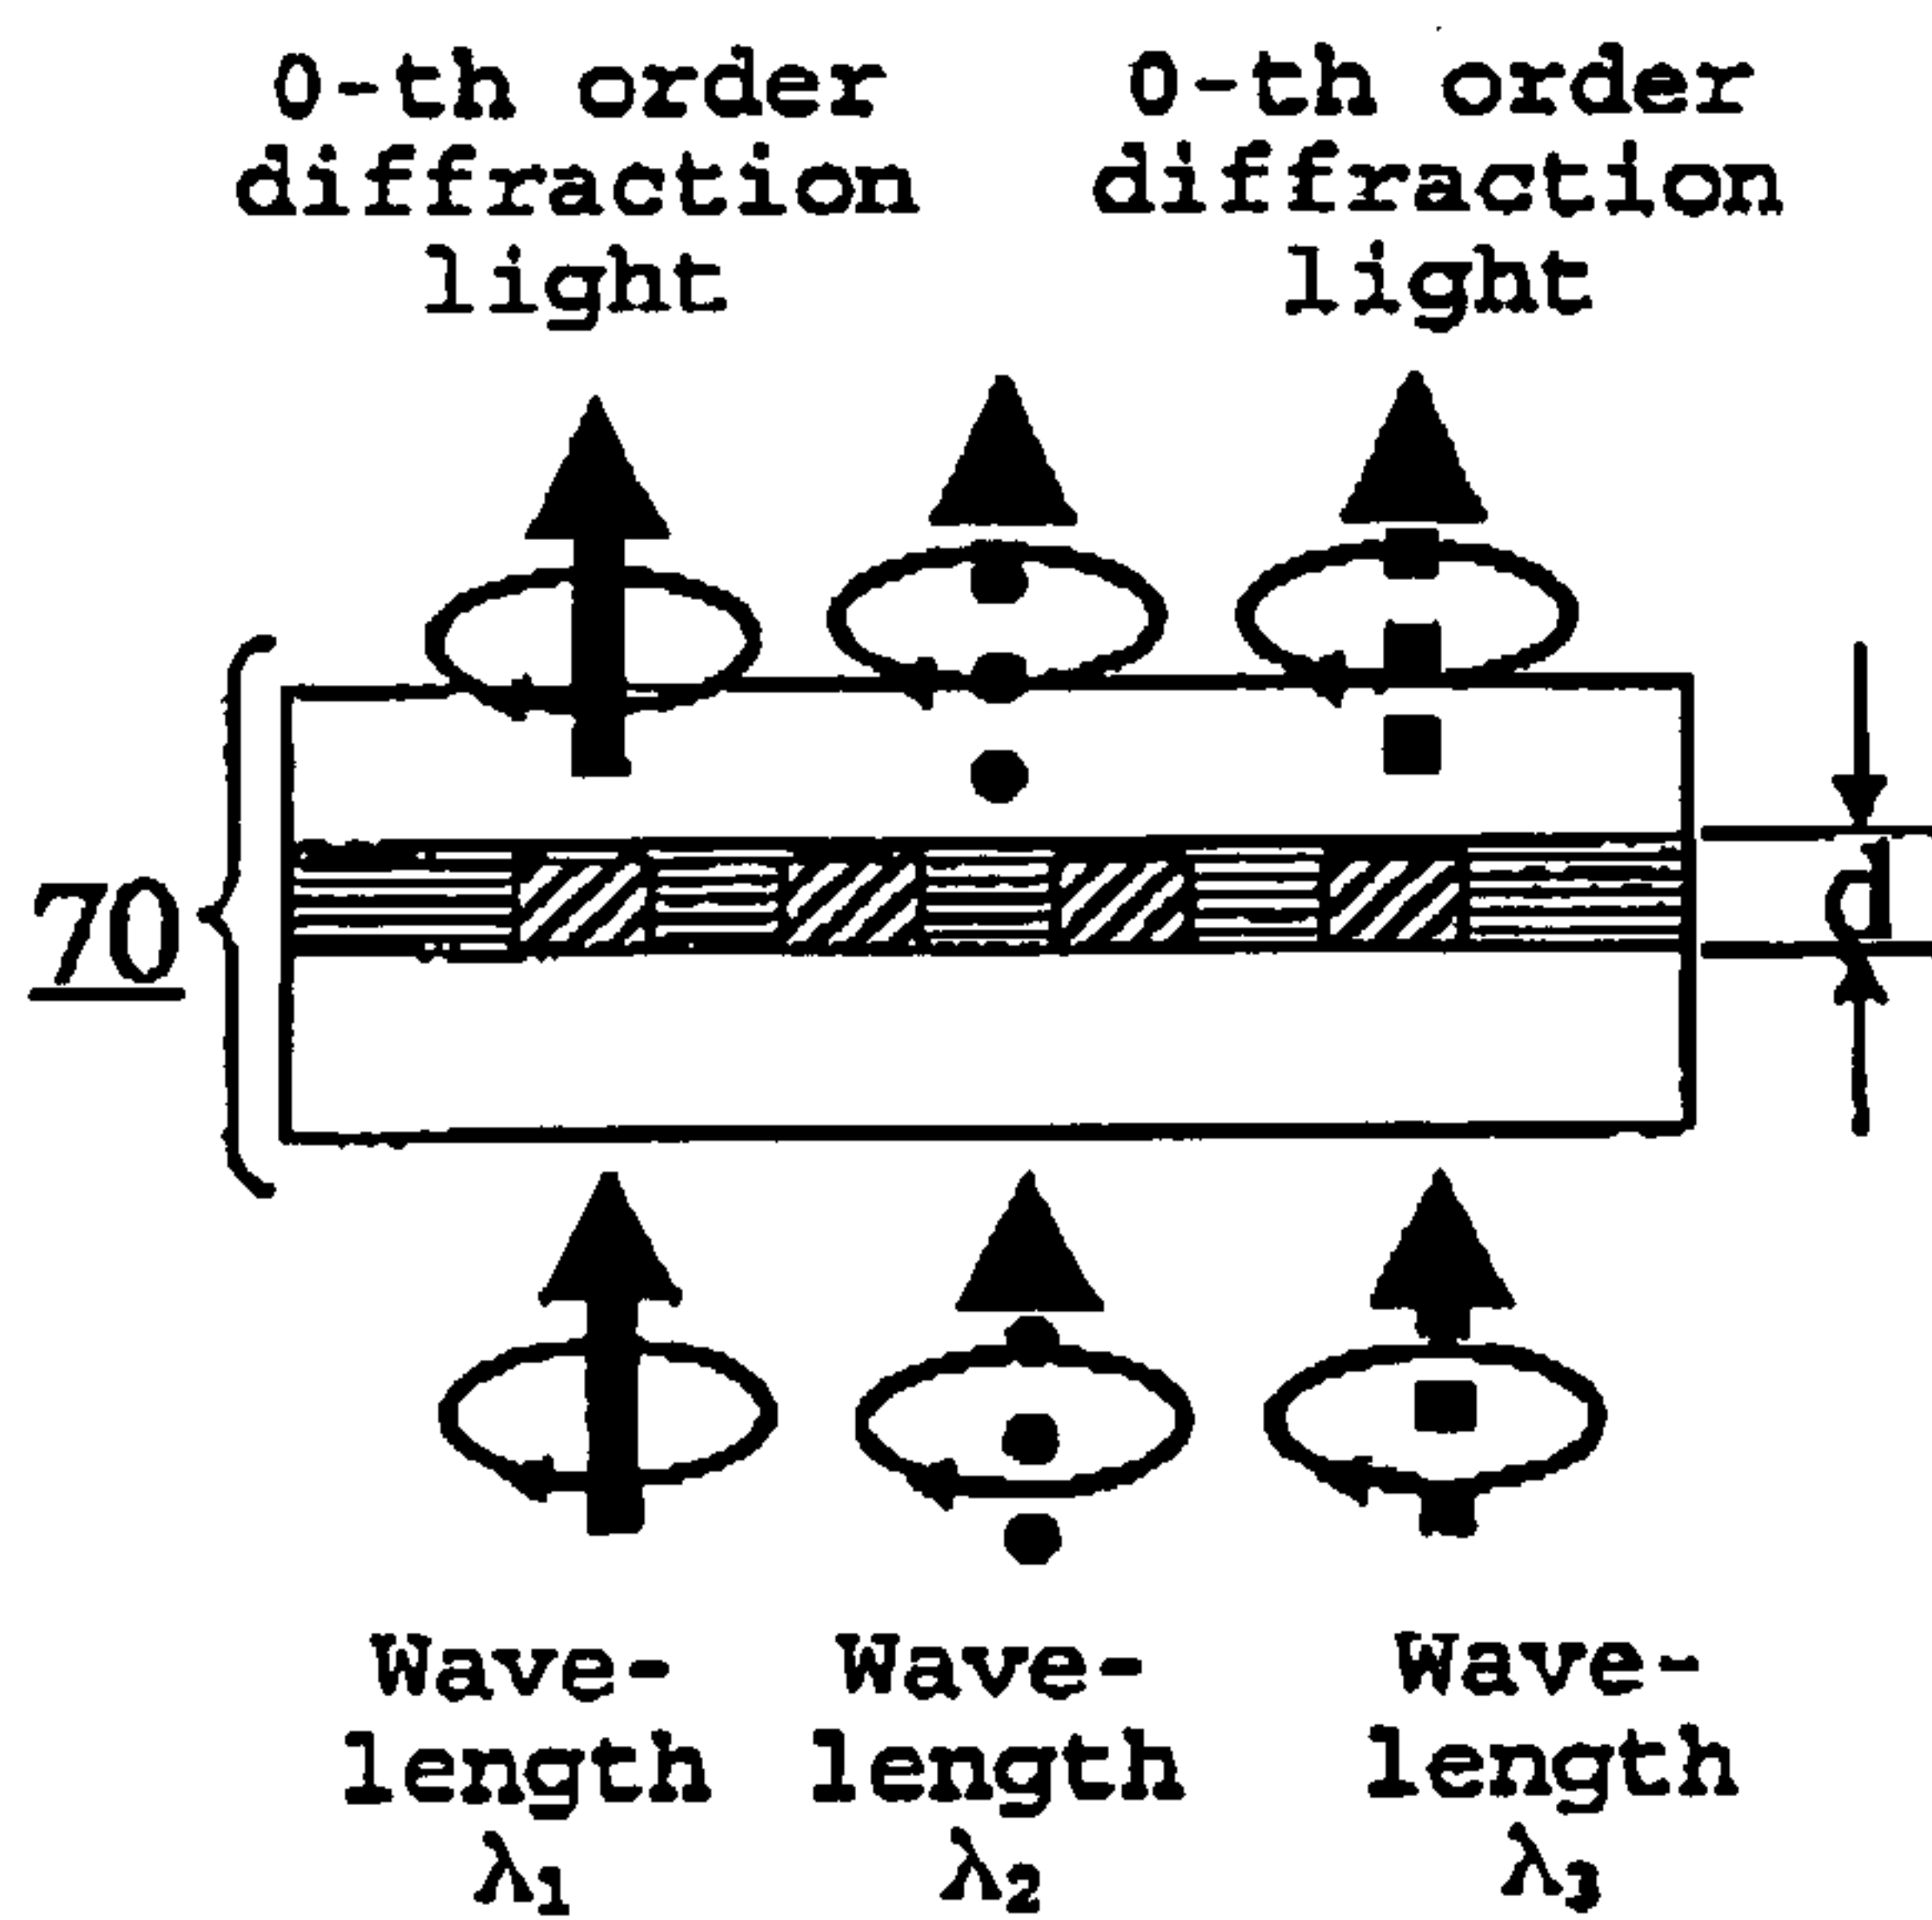 0-th order
diffraction
light
0-th order
diffraction
light
70
d
Wave-
length
λ1
Wave-
length
λ2
Wave-
length
λ3